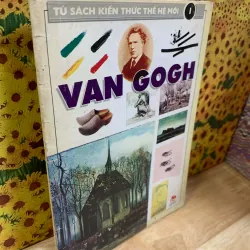 TỦ SÁCH KIẾN THỨC THẾ HỆ MỚI 1
VAN GOGH